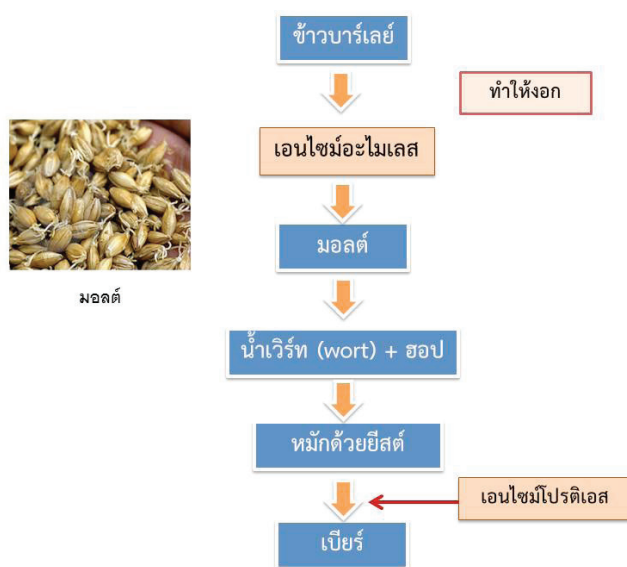 ข้าวบาร์เลย์
ทำให้งอก
เอนไซม์อะไมเลส
มอลต์
มอลต์
น้ำเวิร์ท (wort) + ฮอป
หมักด้วยยีสต์
เอนไซม์โปรติเอส
เบียร์